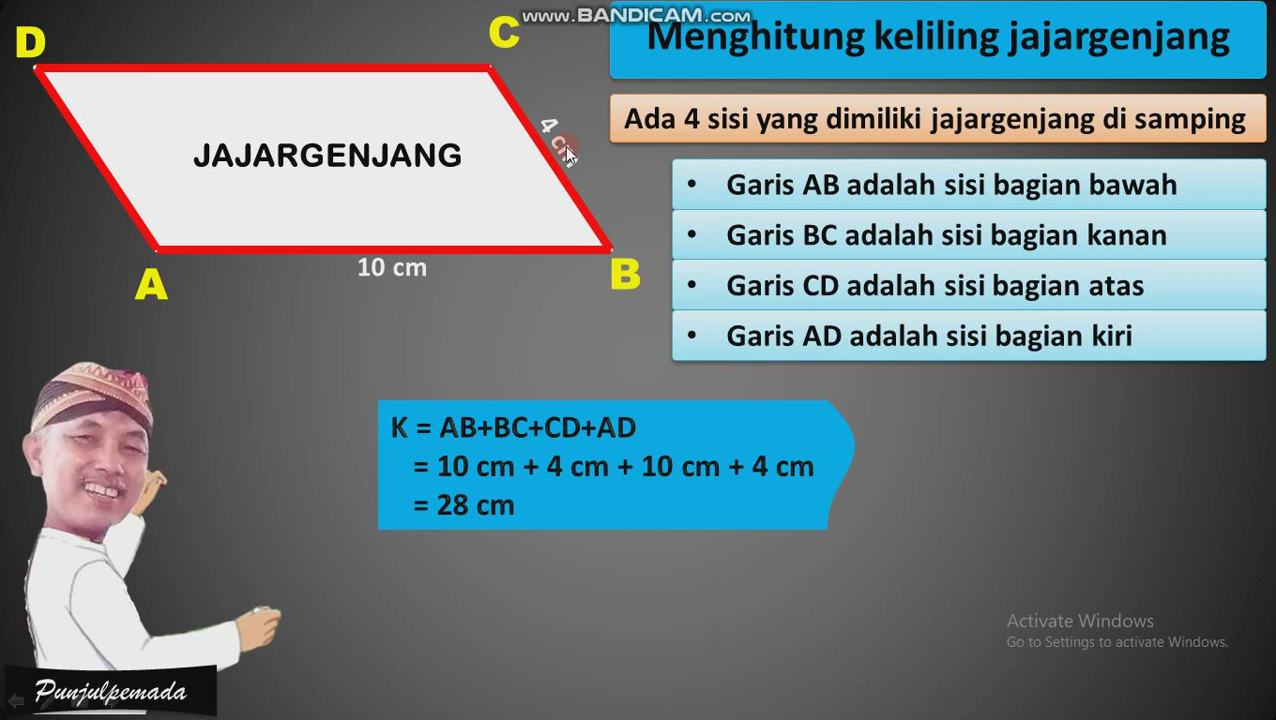 www.BANDICAM.com
Menghitung keliling jajargenjang
D
C
4 cm
JAJARGENJANG
A
10 cm
B
Ada 4 sisi yang dimiliki jajargenjang di samping
• Garis AB adalah sisi bagian bawah
• Garis BC adalah sisi bagian kanan
• Garis CD adalah sisi bagian atas
• Garis AD adalah sisi bagian kiri
K = AB+BC+CD+AD
= 10 cm + 4 cm + 10 cm + 4 cm
= 28 cm
Activate Windows
Go to Settings to activate Windows.
Punjulpemada